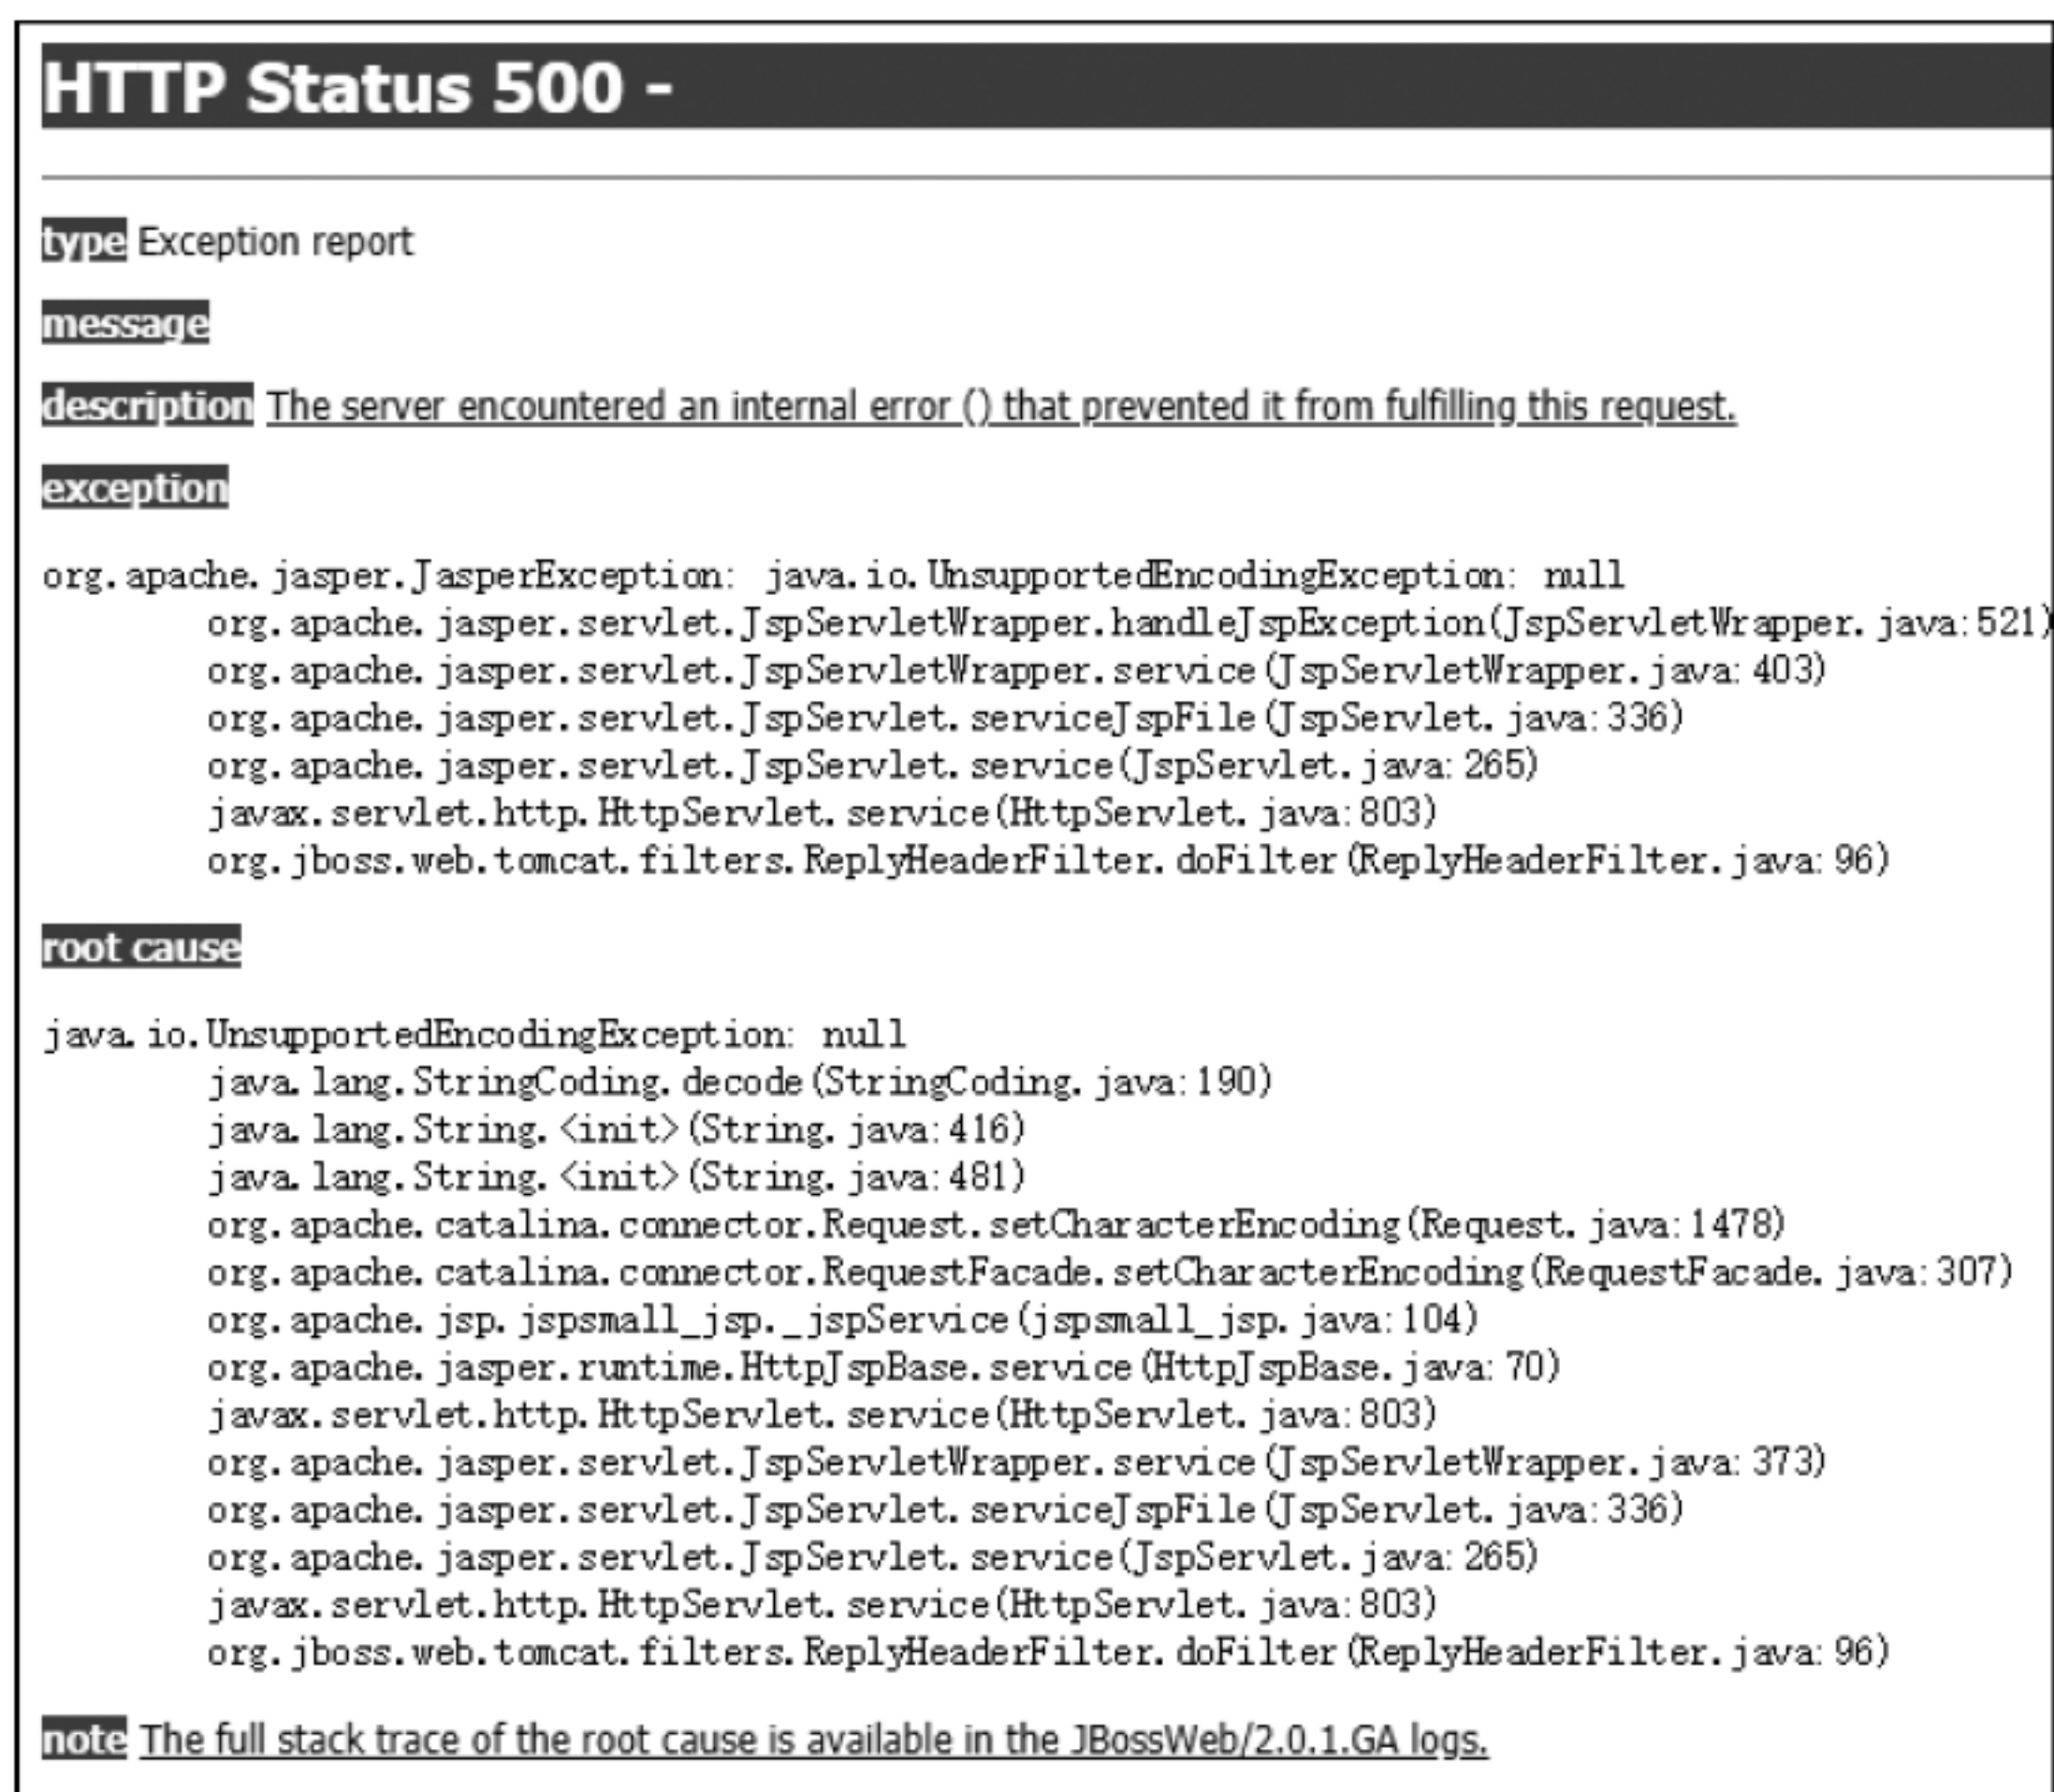 HTTP Status 500 -
type Exception report
message
description The server encountered an internal error () that prevented it from fulfilling this request.
exception
org.apache.jasper.JasperException: java.io.UnsupportedEncodingException: null
org.apache.jasper.servlet.JspServletWrapper.handleJspException(JspServletWrapper.java:521)
org.apache.jasper.servlet.JspServletWrapper.service(JspServletWrapper.java:403)
org.apache.jasper.servlet.JspServlet.serviceJspFile(JspServlet.java:336)
org.apache.jasper.servlet.JspServlet.service(JspServlet.java:265)
javax.servlet.http.HttpServlet.service(HttpServlet.java:803)
org.jboss.web.tomcat.filters.ReplyHeaderFilter.doFilter(ReplyHeaderFilter.java:96)
root cause
java.io.UnsupportedEncodingException: null
java.lang.StringCoding.decode(StringCoding.java:190)
java.lang.String.<init>(String.java:416)
java.lang.String.<init>(String.java:481)
org.apache.catalina.connector.Request.setCharacterEncoding(Request.java:1478)
org.apache.catalina.connector.RequestFacade.setCharacterEncoding(RequestFacade.java:307)
org.apache.jsp.jspsmall_jsp._jspService(jspsmall_jsp.java:104)
org.apache.jasper.runtime.HttpJspBase.service(HttpJspBase.java:70)
javax.servlet.http.HttpServlet.service(HttpServlet.java:803)
org.apache.jasper.servlet.JspServletWrapper.service(JspServletWrapper.java:373)
org.apache.jasper.servlet.JspServlet.serviceJspFile(JspServlet.java:336)
org.apache.jasper.servlet.JspServlet.service(JspServlet.java:265)
javax.servlet.http.HttpServlet.service(HttpServlet.java:803)
org.jboss.web.tomcat.filters.ReplyHeaderFilter.doFilter(ReplyHeaderFilter.java:96)
note The full stack trace of the root cause is available in the JBossWeb/2.0.1.GA logs.